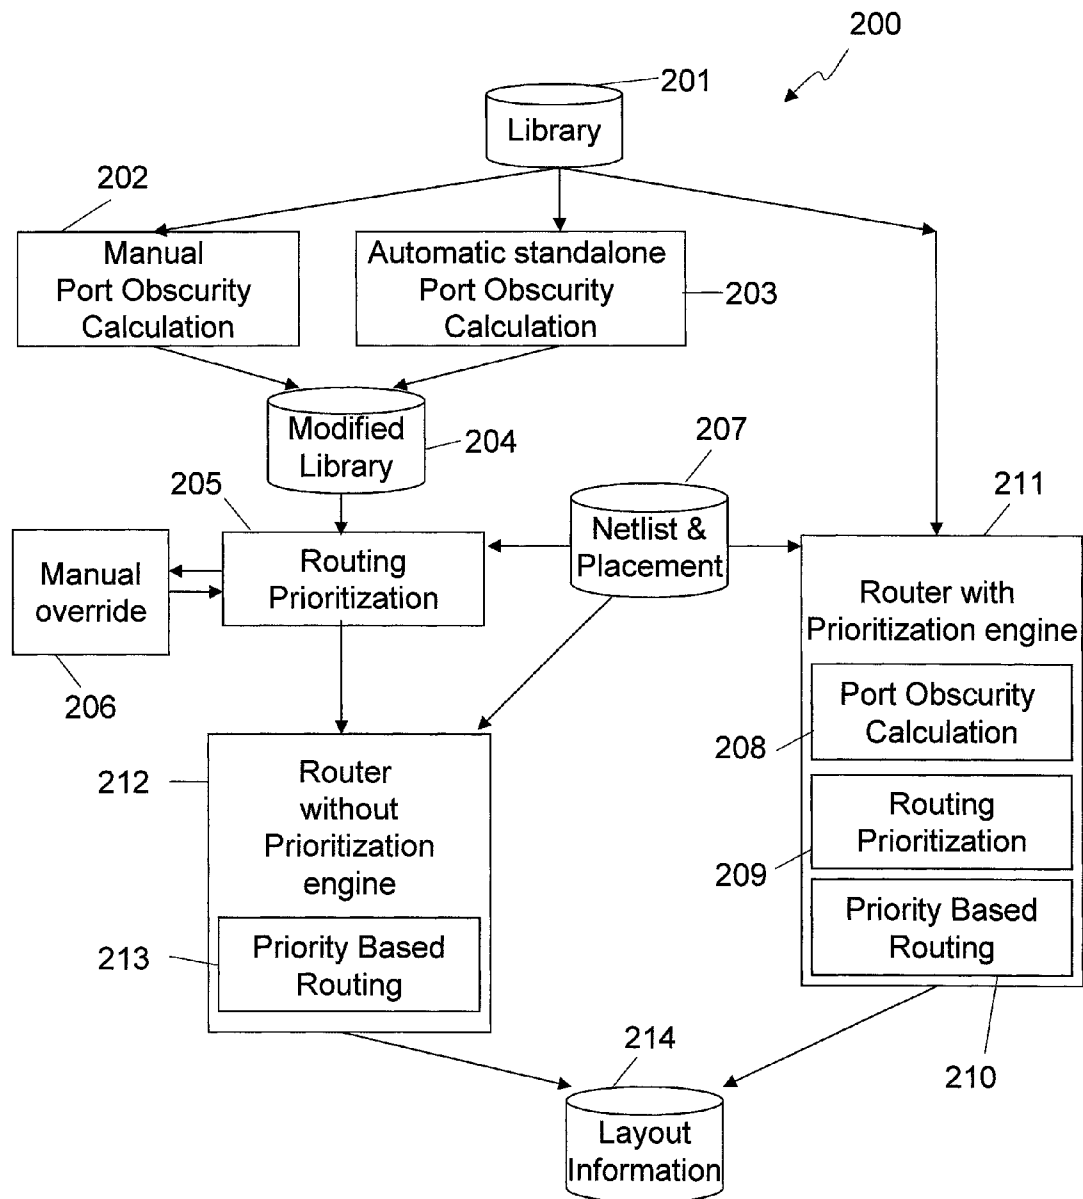 200
201
Library
202
Manual
Port Obscurity
Calculation
Automatic standalone
Port Obscurity
Calculation
203
Modified
Library
204
207
205
211
Netlist &
Placement
Manual
override
Routing
Prioritization
206
Router with
Prioritization engine
Port Obscurity
Calculation
208
212
Router
without
Prioritization
engine
Routing
Prioritization
209
213
Priority Based
Routing
Priority Based
Routing
210
214
Layout
Information